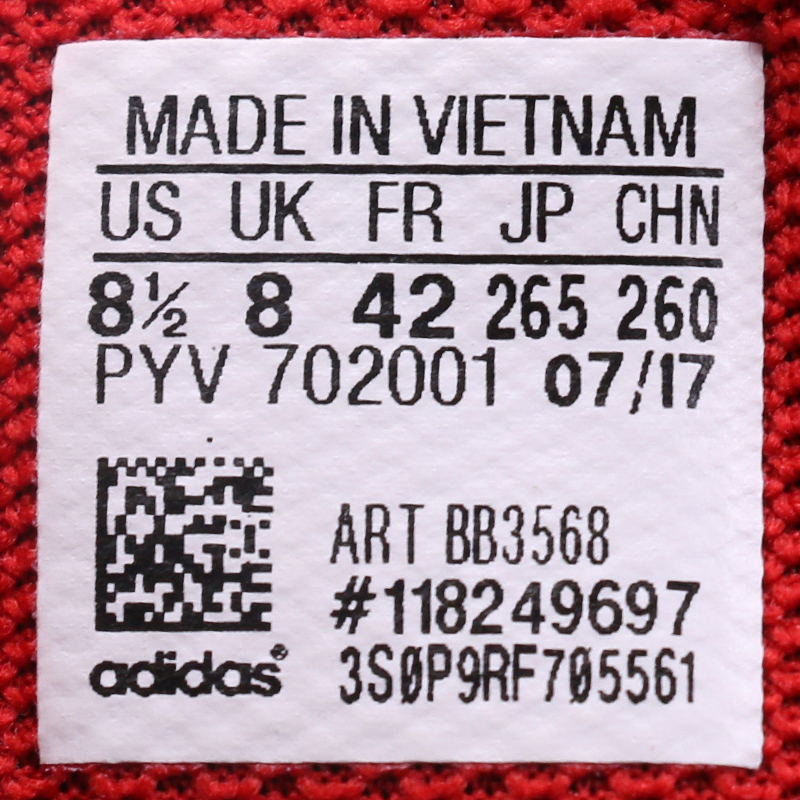 MADE IN VIETNAM
US UK FR JP CHN
8½ 8 42 265 260
PYV 702001 07/17
ART BB3568
#118249697
adidas® 3S0P9RF705561